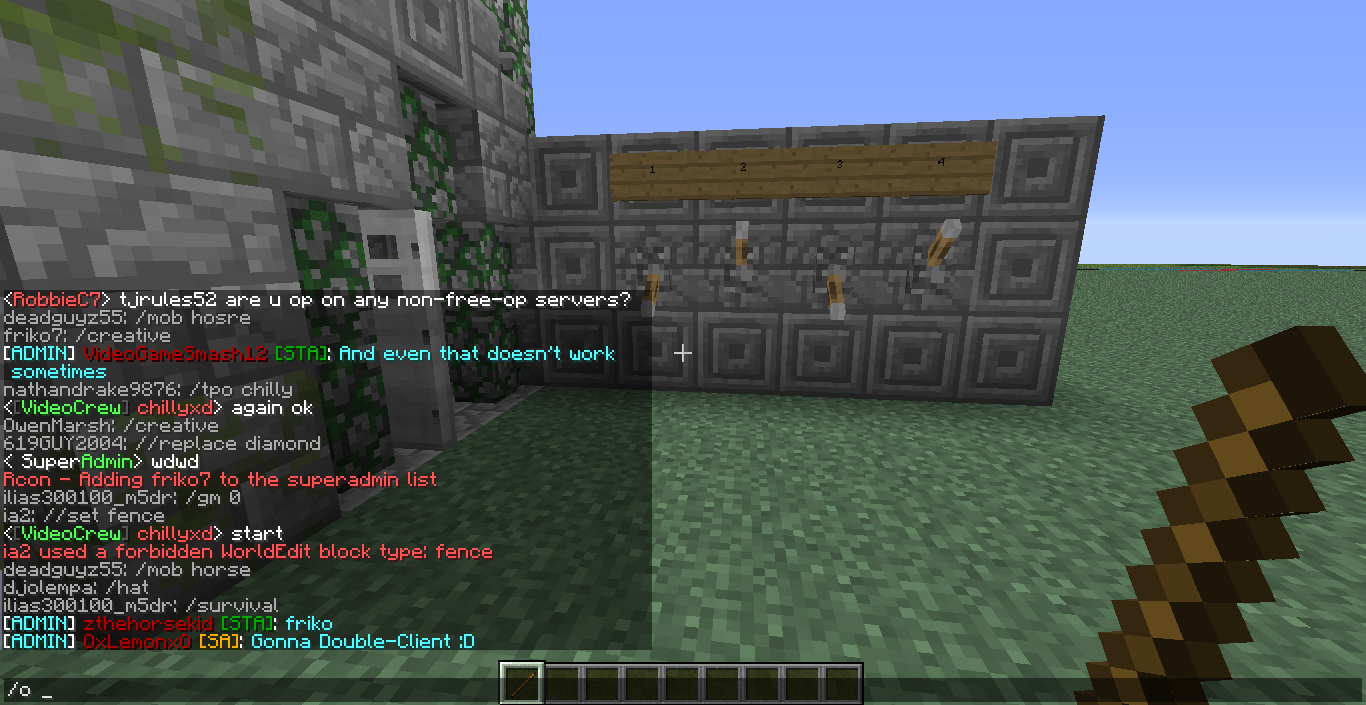 1 2 3 4
<RobbieC7> tjrules52 are u op on any non-free-op servers?
deadguyz55: /mob hosre
friko7: /creative
[ADMIN] VideoGameSmash12 [STA]: And even that doesn't work
sometimes
nathandrake9876: /tpo chilly
<[VideoCrew] chillyxd> again ok
OwenMarsh: /creative
619GUY2004: //replace diamond
< SuperAdmin> wdwd
Rcon - Adding friko7 to the superadmin list
ilias300100_m5dr: /gm 0
ia2: //set fence
<[VideoCrew] chillyxd> start
ia2 used a forbidden WorldEdit block type: fence
deadguyz55: /mob horse
djolempa: /hat
ilias300100_m5dr: /survival
[ADMIN] zthehorsekid [STA]: friko
[ADMIN] 0xLemonx0 [SA]: Gonna Double-Client :D
/o _